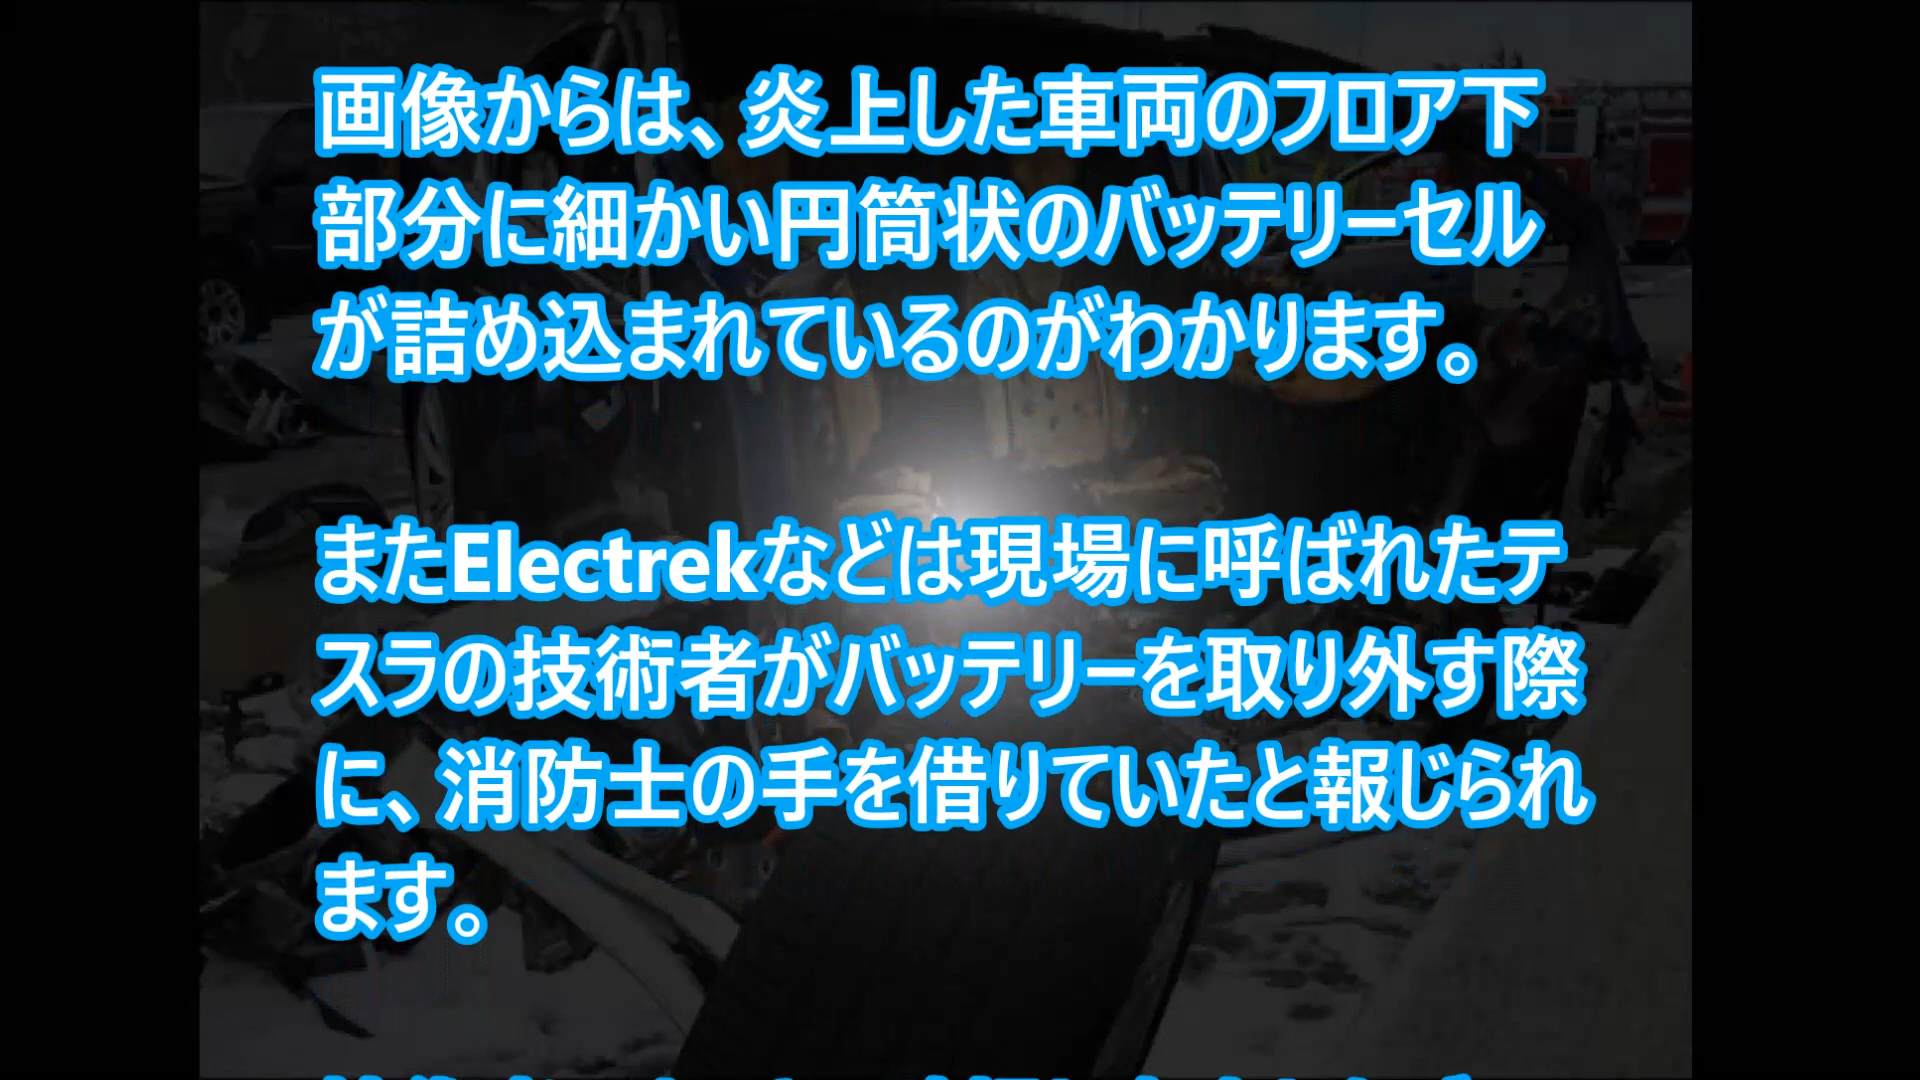 画像からは、炎上した車両のフロア下
部分に細かい円筒状のバッテリーセル
が詰め込まれているのがわかります。
またElectrekなどは現場に呼ばれたテ
スラの技術者がバッテリーを取り外す際
に、消防士の手を借りていたと報じられ
ます。